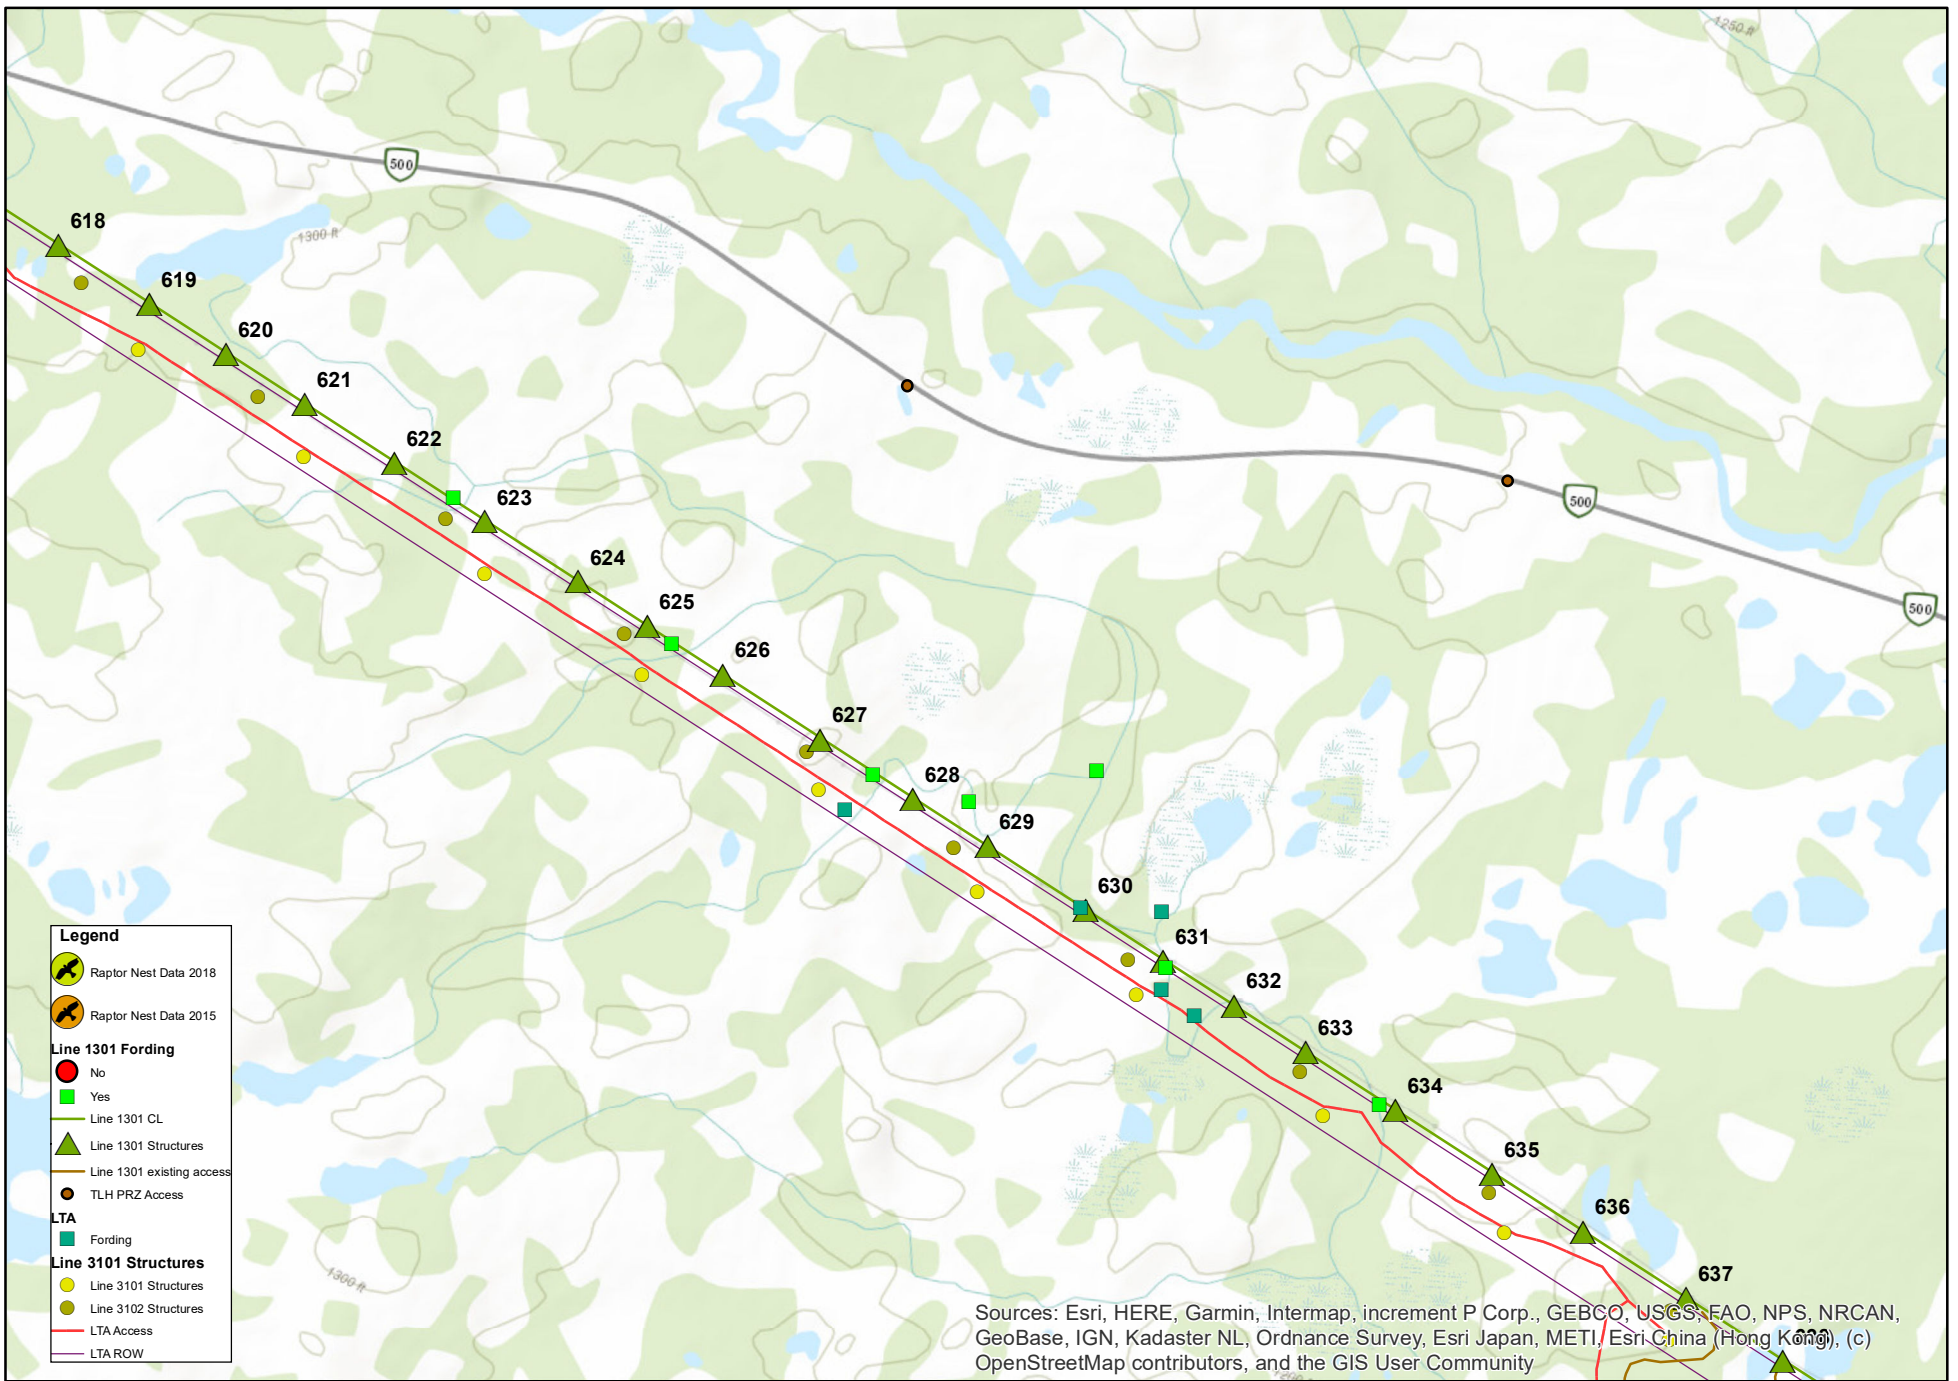 1250 ft
500
618
1300 ft
619
620
621
622
500
623
624
500
625
626
627
628
629
630
631
632
633
634
635
636
637
1300 ft
Legend
Raptor Nest Data 2018
Raptor Nest Data 2015
Line 1301 Fording
No
Yes
Line 1301 CL
Line 1301 Structures
Line 1301 existing access
TLH PRZ Access
LTA
Fording
Line 3101 Structures
Line 3101 Structures
Line 3102 Structures
LTA Access
LTA ROW
Sources: Esri, HERE, Garmin, Intermap, increment P Corp., GEBCO, USGS, FAO, NPS, NRCAN,
GeoBase, IGN, Kadaster NL, Ordnance Survey, Esri Japan, METI, Esri China (Hong Kong), (c)
OpenStreetMap contributors, and the GIS User Community